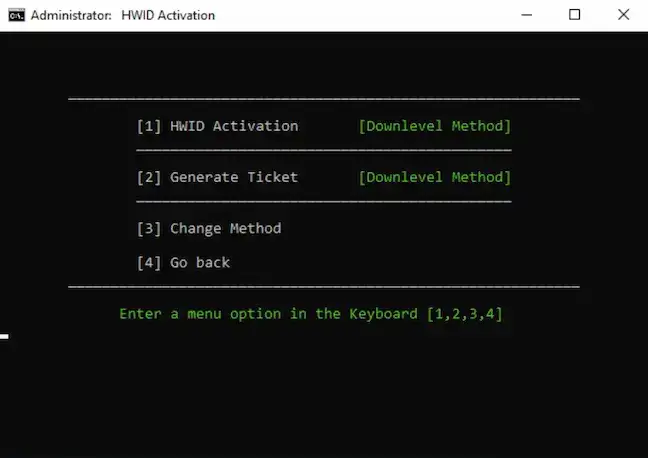 Administrator: HWID Activation
[1] HWID Activation [Downlevel Method]
[2] Generate Ticket [Downlevel Method]
[3] Change Method
[4] Go back
Enter a menu option in the Keyboard [1,2,3,4]